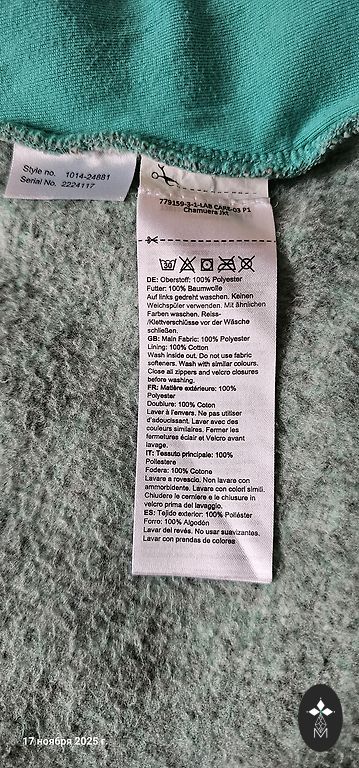 Style no. 1014-24881
Serial No. 2224117
779159-3-1-LAB CARE-03 P1
Chamuera Jkt
30
DE: Oberstoff: 100% Polyester
Futter: 100% Baumwolle
Auf links gedreht waschen. Keinen
Weichspüler verwenden. Mit ähnlichen
Farben waschen. Reiss-
/Klettverschlüsse vor der Wäsche
schließen.
GB: Main Fabric: 100% Polyester
Lining: 100% Cotton
Wash inside out. Do not use fabric
softeners. Wash with similar colours.
Close all zippers and velcro closures
before washing.
FR: Matière extérieure: 100%
Polyester
Doublure: 100% Coton
Laver à l'envers. Ne pas utiliser
d'adoucissant. Laver avec des
couleurs similaires. Fermer les
fermetures éclair et Velcro avant
lavage.
IT: Tessuto principale: 100%
Poliestere
Fodera: 100% Cotone
Lavare a rovescio. Non lavare con
ammorbidente. Lavare con colori simili.
Chiudere le cerniere e le chiusure in
velcro prima del lavaggio.
ES: Tejido exterior: 100% Poliéster
Forro: 100% Algodón
Lavar del revés. No usar suavizantes.
Lavar con prendas de colores
17 ноября 2025 г.